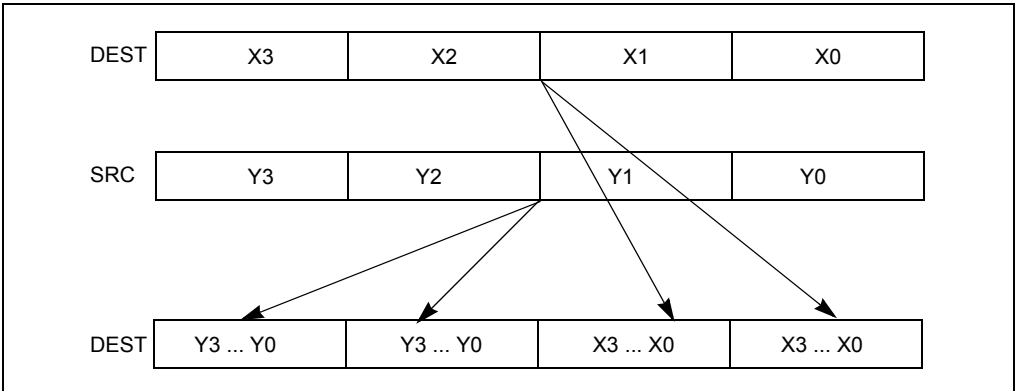 DEST X3 X2 X1 X0
SRC Y3 Y2 Y1 Y0
DEST Y3 ... Y0 Y3 ... Y0 X3 ... X0 X3 ... X0